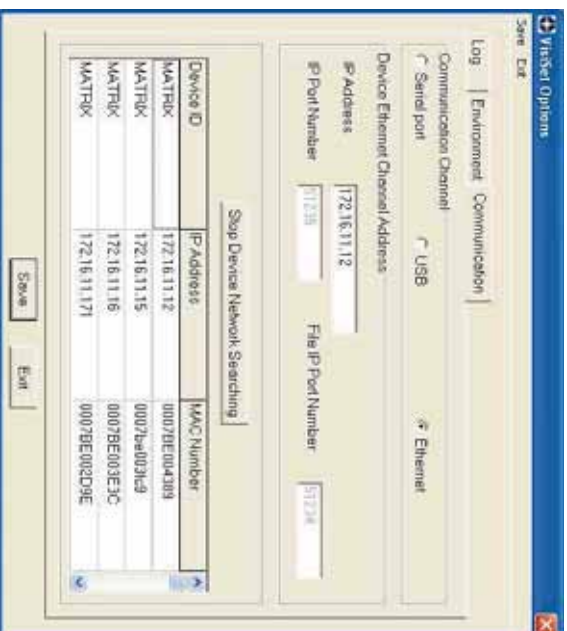 VisiSet Options
Save Exit
Log Environment Communication
Communication Channel
Serial port USB Ethernet
Device Ethernet Channel Address
IP Address 172.16.11.12
IP Port Number 51235 File IP Port Number 51234
Stop Device Network Searching
Device ID IP Address MAC Number
MATRIX 172.16.11.12 0007BE004389
MATRIX 172.16.11.15 0007be003fc9
MATRIX 172.16.11.16 0007BE003E3C
MATRIX 172.16.11.171 0007BE002D9E
Save Exit